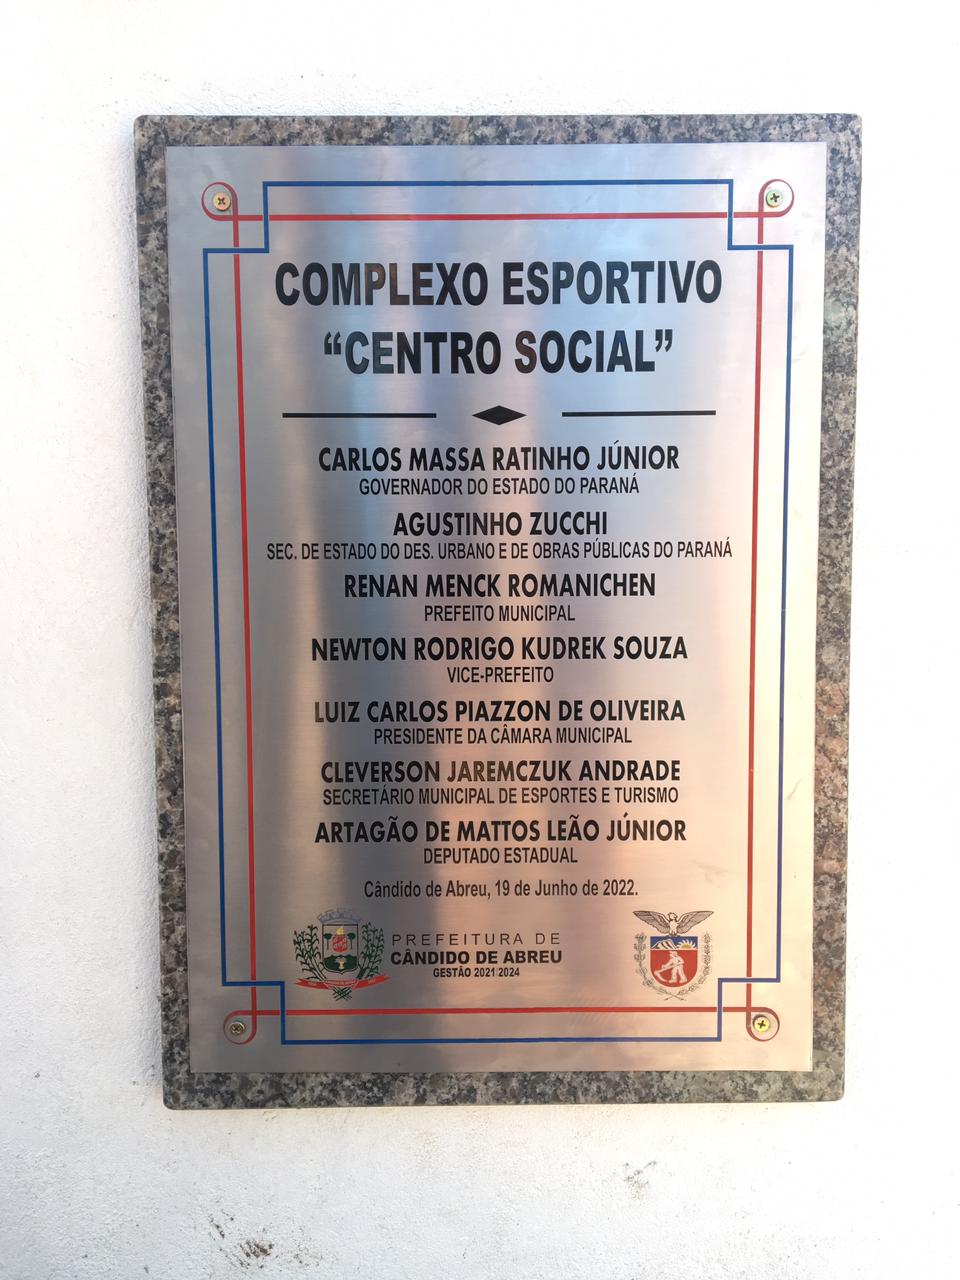 COMPLEXO ESPORTIVO
“CENTRO SOCIAL”
CARLOS MASSA RATINHO JÚNIOR
GOVERNADOR DO ESTADO DO PARANÁ
AGUSTINHO ZUCCHI
SEC. DE ESTADO DO DES. URBANO E DE OBRAS PÚBLICAS DO PARANÁ
RENAN MENCK ROMANICHEN
PREFEITO MUNICIPAL
NEWTON RODRIGO KUDREK SOUZA
VICE-PREFEITO
LUIZ CARLOS PIAZZON DE OLIVEIRA
PRESIDENTE DA CÂMARA MUNICIPAL
CLEVERSON JAREMCZUK ANDRADE
SECRETÁRIO MUNICIPAL DE ESPORTES E TURISMO
ARTAGÃO DE MATTOS LEÃO JÚNIOR
DEPUTADO ESTADUAL
Cândido de Abreu, 19 de Junho de 2022.
PREFEITURA DE
CÂNDIDO DE ABREU
GESTÃO 2021/2024